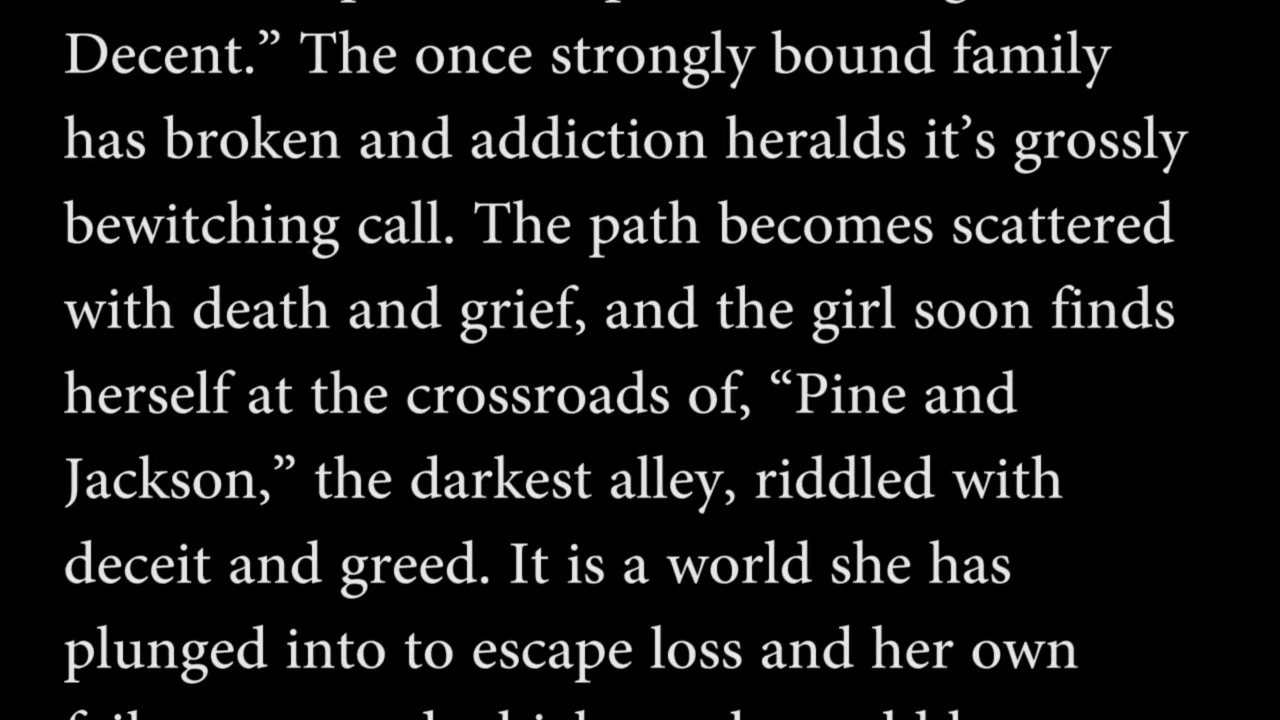 Decent.” The once strongly bound family
has broken and addiction heralds it’s grossly
bewitching call. The path becomes scattered
with death and grief, and the girl soon finds
herself at the crossroads of, “Pine and
Jackson,” the darkest alley, riddled with
deceit and greed. It is a world she has
plunged into to escape loss and her own